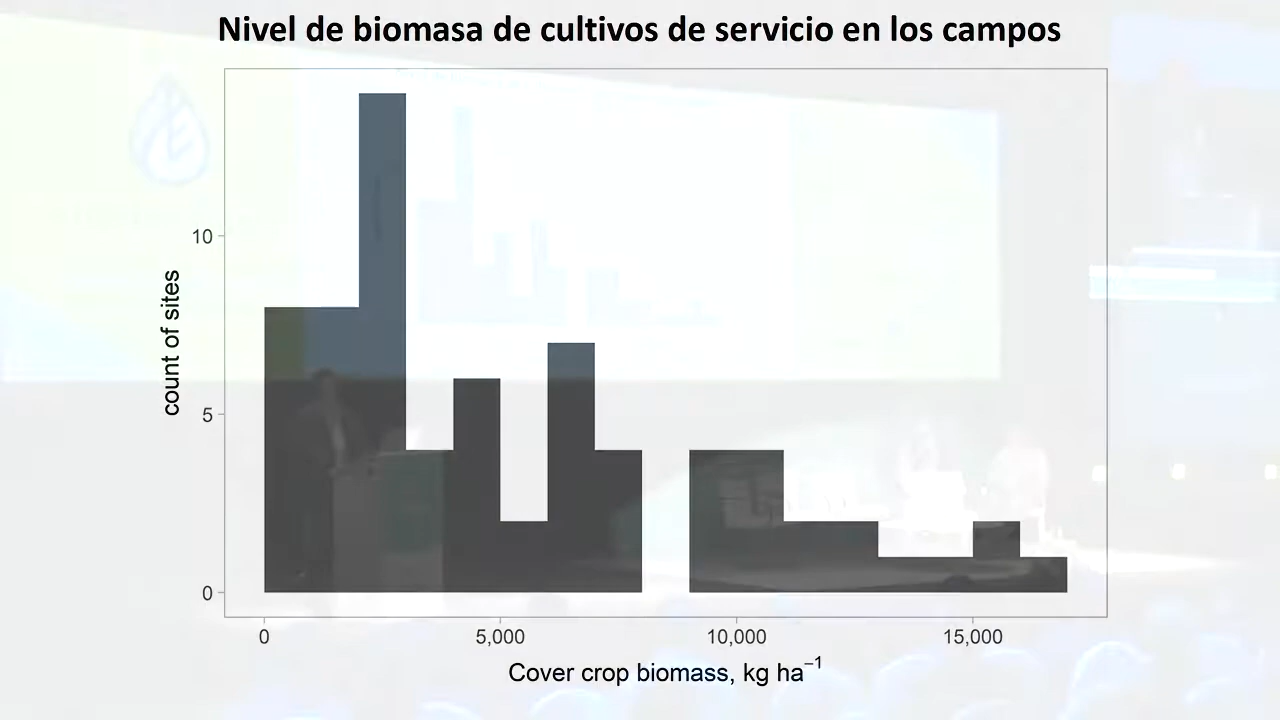 Nivel de biomasa de cultivos de servicio en los campos
10
5
0
count of sites
0 5,000 10,000 15,000
Cover crop biomass, kg ha⁻¹